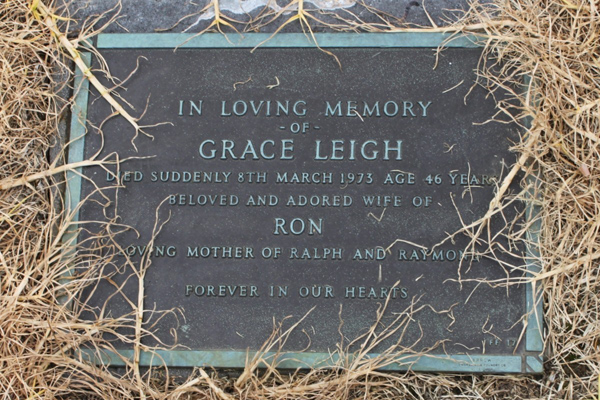 IN LOVING MEMORY
- OF -
GRACE LEIGH
DIED SUDDENLY 8TH MARCH 1973 AGE 46 YEARS
BELOVED AND ADORED WIFE OF
RON
LOVING MOTHER OF RALPH AND RAYMOND
FOREVER IN OUR HEARTS